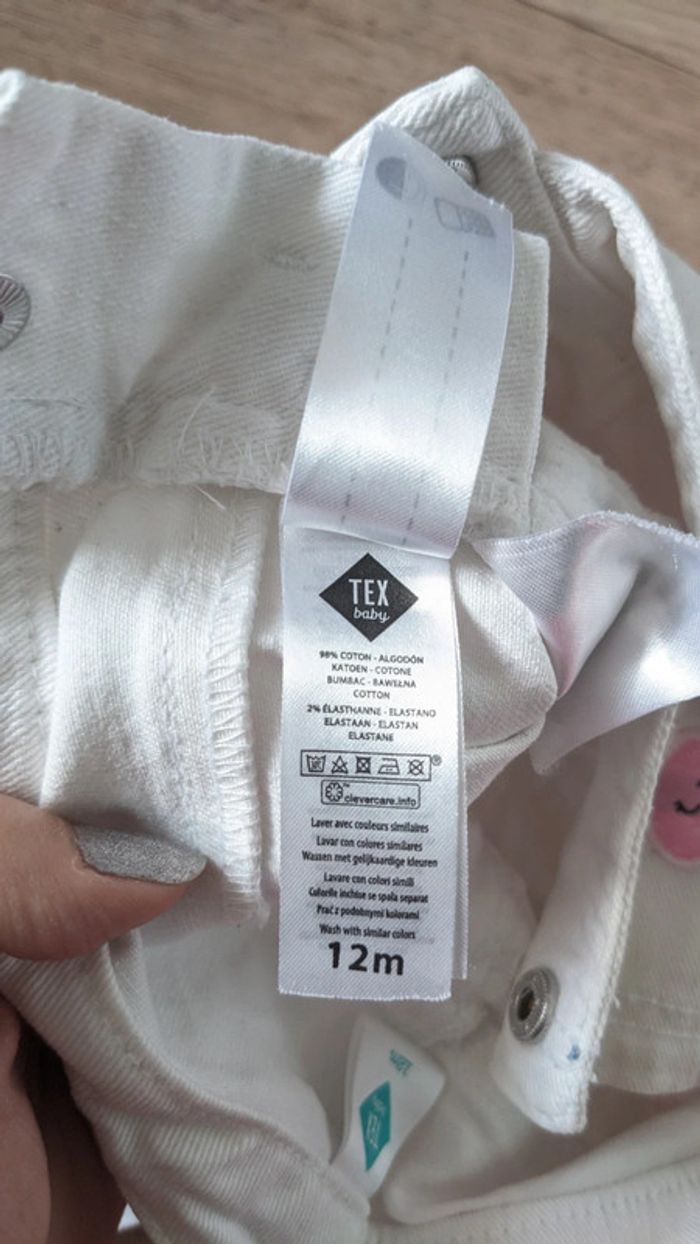 TEX
baby
98% COTON - ALGODÓN
KATOEN - COTONE
BUMBAC - BAWEŁNA
COTTON
2% ÉLASTHANNE - ELASTANO
ELASTAAN - ELASTAN
ELASTANE
®
clevercare.info
Laver avec couleurs similaires
Lavar con colores similares
Wassen met gelijkaardige kleuren
Lavare con colori simili
Culorile inchise se spala separat
Prać z podobnymi kolorami
Wash with similar colors
12m